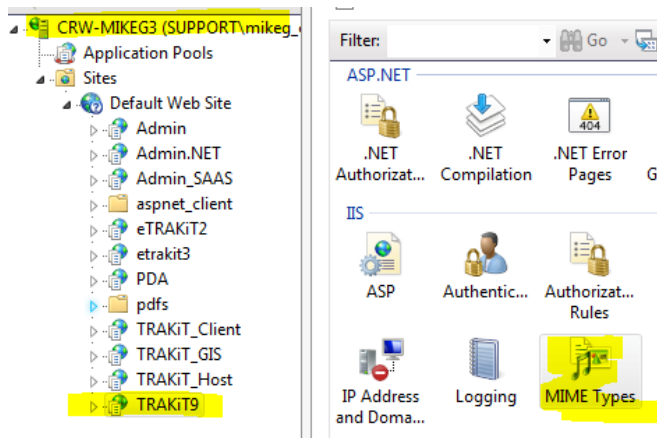 CRW-MIKEG3 (SUPPORT\mikeg_
Application Pools
Sites
Default Web Site
Admin
Admin.NET
Admin_SAAS
aspnet_client
eTRAKiT2
etrakit3
PDA
pdfs
TRAKiT_Client
TRAKiT_GIS
TRAKiT_Host
TRAKiT9
Filter:
Go
ASP.NET
.NET Authorizat...
.NET Compilation
404
.NET Error Pages
G
IIS
ASP
Authentic...
Authorizat... Rules
IP Address and Doma...
Logging
MIME Types